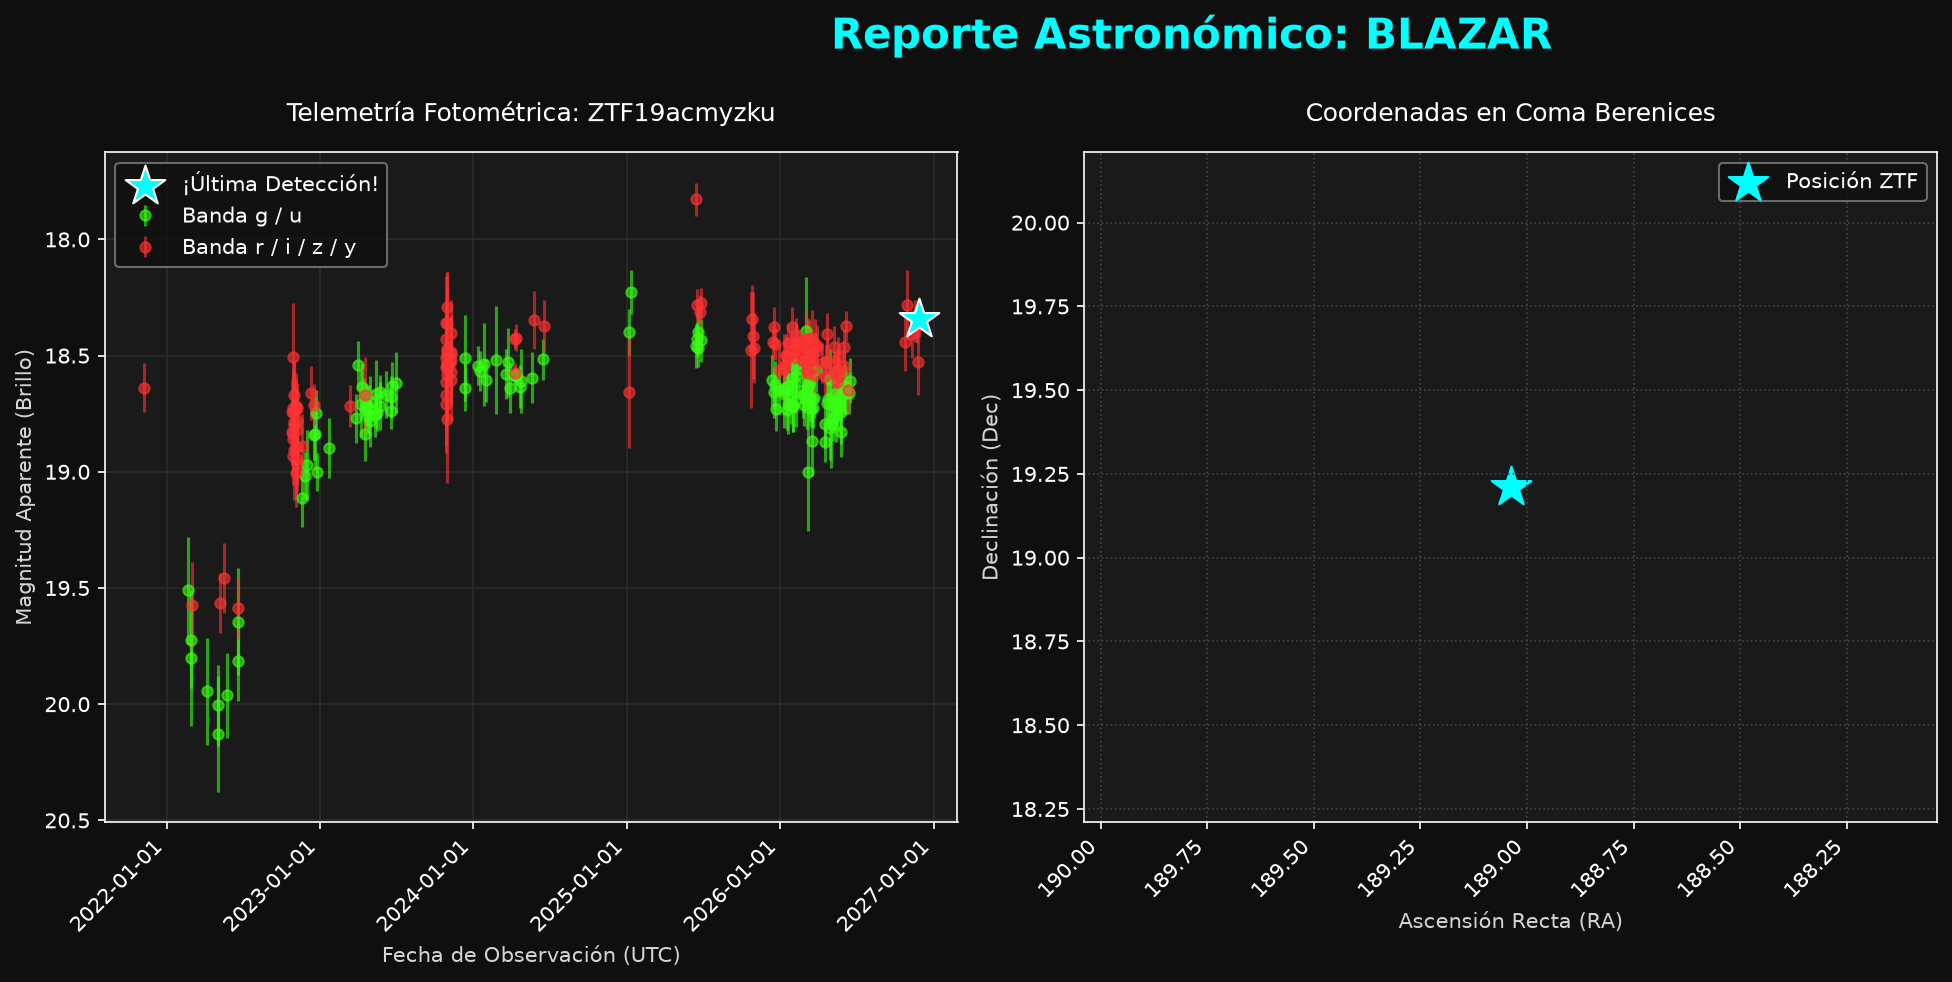 Reporte Astronómico: BLAZAR
Telemetría Fotométrica: ZTF19acmyzku
¡Última Detección!
Banda g / u
Banda r / i / z / y
Magnitud Aparente (Brillo)
18.0
18.5
19.0
19.5
20.0
20.5
2022-01-01
2023-01-01
2024-01-01
2025-01-01
2026-01-01
2027-01-01
Fecha de Observación (UTC)
Coordenadas en Coma Berenices
Posición ZTF
Declinación (Dec)
20.00
19.75
19.50
19.25
19.00
18.75
18.50
18.25
190.00
189.75
189.50
189.25
189.00
188.75
188.50
188.25
Ascensión Recta (RA)